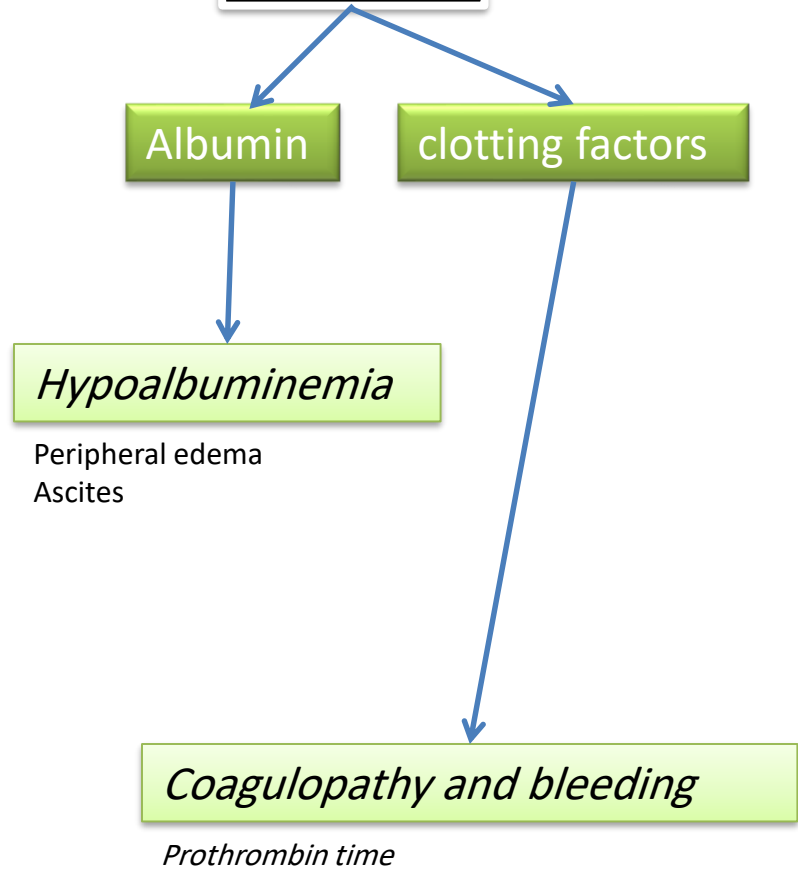 Albumin
clotting factors
Hypoalbuminemia
Peripheral edema
Ascites
Coagulopathy and bleeding
Prothrombin time